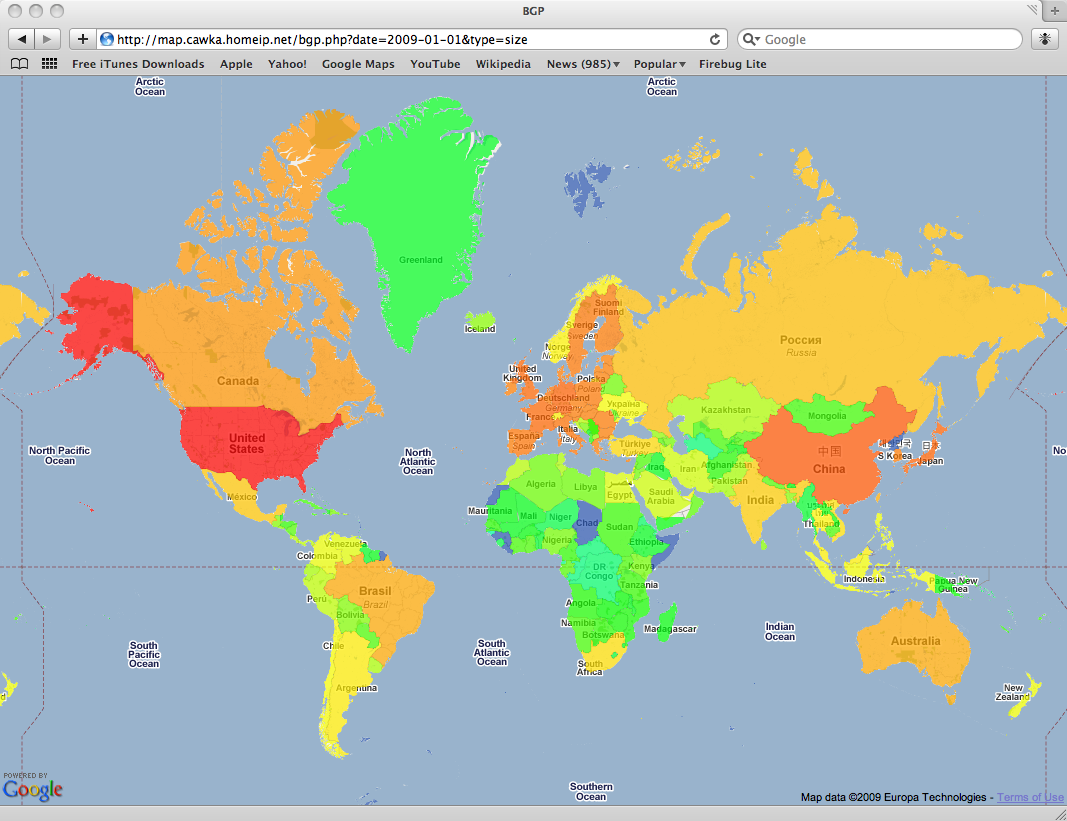 BGP
http://map.cawka.homeip.net/bgp.php?date=2009-01-01&type=size
Google
Free iTunes Downloads
Apple
Yahoo!
Google Maps
YouTube
Wikipedia
News (985)
Popular
Firebug Lite
Arctic
Ocean
Arctic
Ocean
Greenland
Iceland
Suomi
Finland
Sverige
Sweden
Norge
Norway
Россия
Russia
Canada
United
Kingdom
Polska
Poland
Deutschland
Germany
Україна
Ukraine
France
Kazakhstan
Mongolia
United
States
Italia
Italy
España
Spain
Türkiye
Turkey
中国
China
S Korea
日本
Japan
North Pacific
Ocean
North
Atlantic
Ocean
No
Iraq
Iran
Afghanistan
Pakistan
Algeria
Libya
Egypt
Saudi
Arabia
India
México
Mauritania
Mali
Niger
Chad
Sudan
Thailand
Nigeria
Ethiopia
Venezuela
Colombia
DR
Congo
Kenya
Tanzania
Indonesia
Papua New
Guinea
Perú
Brasil
Brazil
Bolivia
Angola
Namibia
Botswana
Madagascar
Indian
Ocean
South
Pacific
Ocean
Chile
South
Atlantic
Ocean
South
Africa
Australia
Argentina
New
Zealand
d
POWERED BY
Google
Southern
Ocean
Map data ©2009 Europa Technologies - Terms of Use